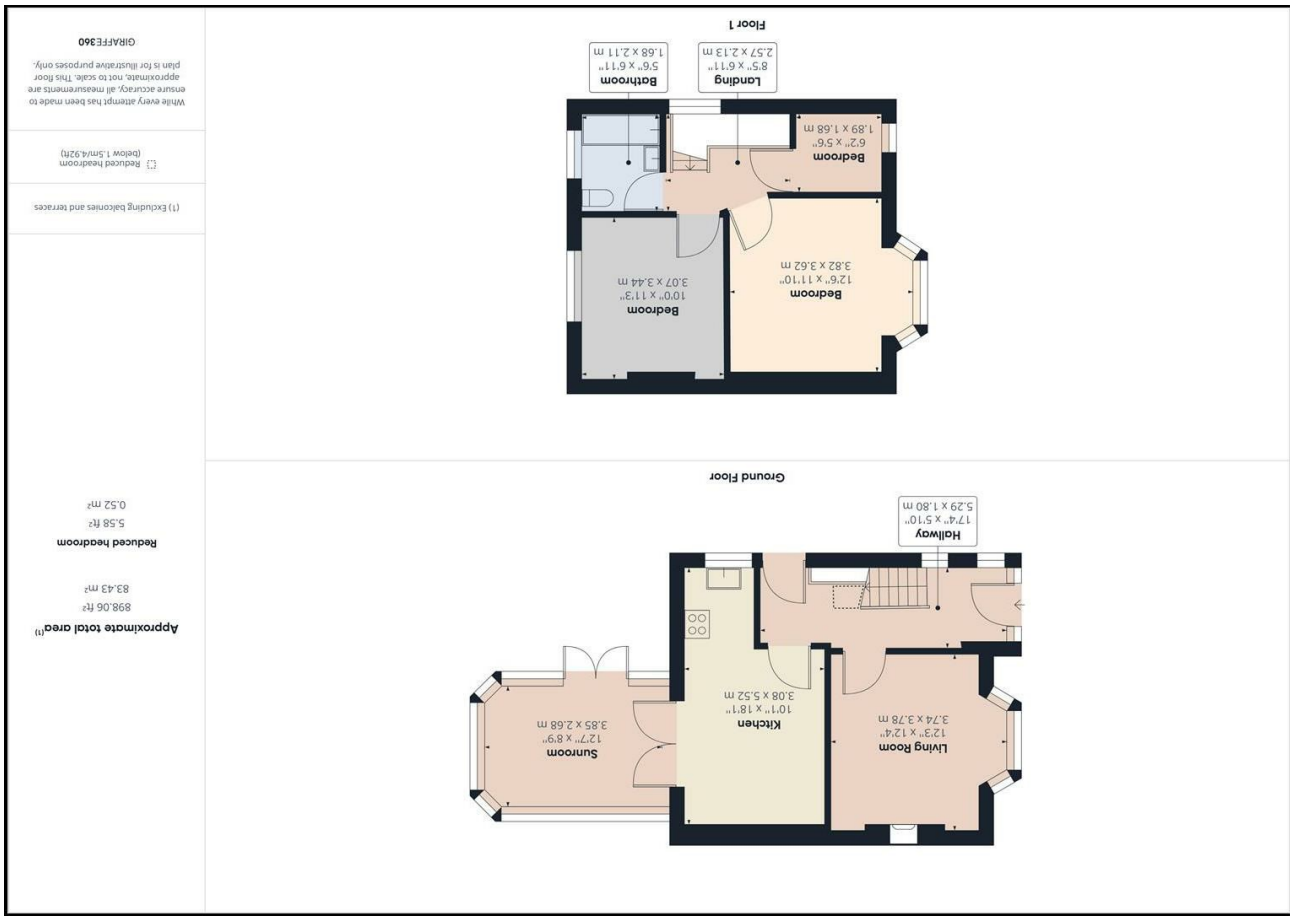 Ground Floor
Living Room
12'3" x 12'4"
3.74 x 3.78 m
Kitchen
10'1" x 18'1"
3.08 x 5.52 m
Sunroom
12'7" x 8'9"
3.85 x 2.68 m
Hallway
17'4" x 5'10"
5.29 x 1.80 m
Floor 1
Bedroom
12'6" x 11'10"
3.82 x 3.62 m
Bedroom
10'0" x 11'3"
3.07 x 3.44 m
Bedroom
6'2" x 5'6"
1.89 x 1.68 m
Landing
8'5" x 6'11"
2.57 x 2.13 m
Bathroom
5'6" x 6'11"
1.68 x 2.11 m
Approximate total area(1)
898.06 ft²
83.43 m²
Reduced headroom
5.58 ft²
0.52 m²
(1) Excluding balconies and terraces
Reduced headroom
(below 1.5m/4.92ft)
While every attempt has been made to
ensure accuracy, all measurements are
approximate, not to scale. This floor
plan is for illustrative purposes only.
GIRAFFE360